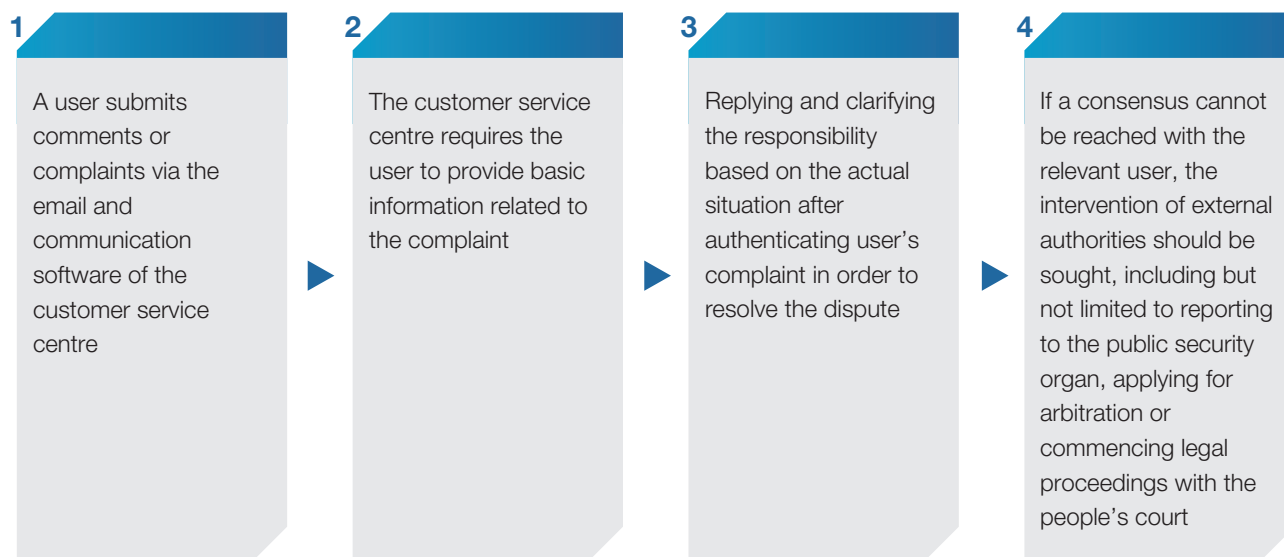 1
A user submits
comments or
complaints via the
email and
communication
software of the
customer service
centre
2
The customer service
centre requires the
user to provide basic
information related to
the complaint
3
Replying and clarifying
the responsibility
based on the actual
situation after
authenticating user’s
complaint in order to
resolve the dispute
4
If a consensus cannot
be reached with the
relevant user, the
intervention of external
authorities should be
sought, including but
not limited to reporting
to the public security
organ, applying for
arbitration or
commencing legal
proceedings with the
people’s court